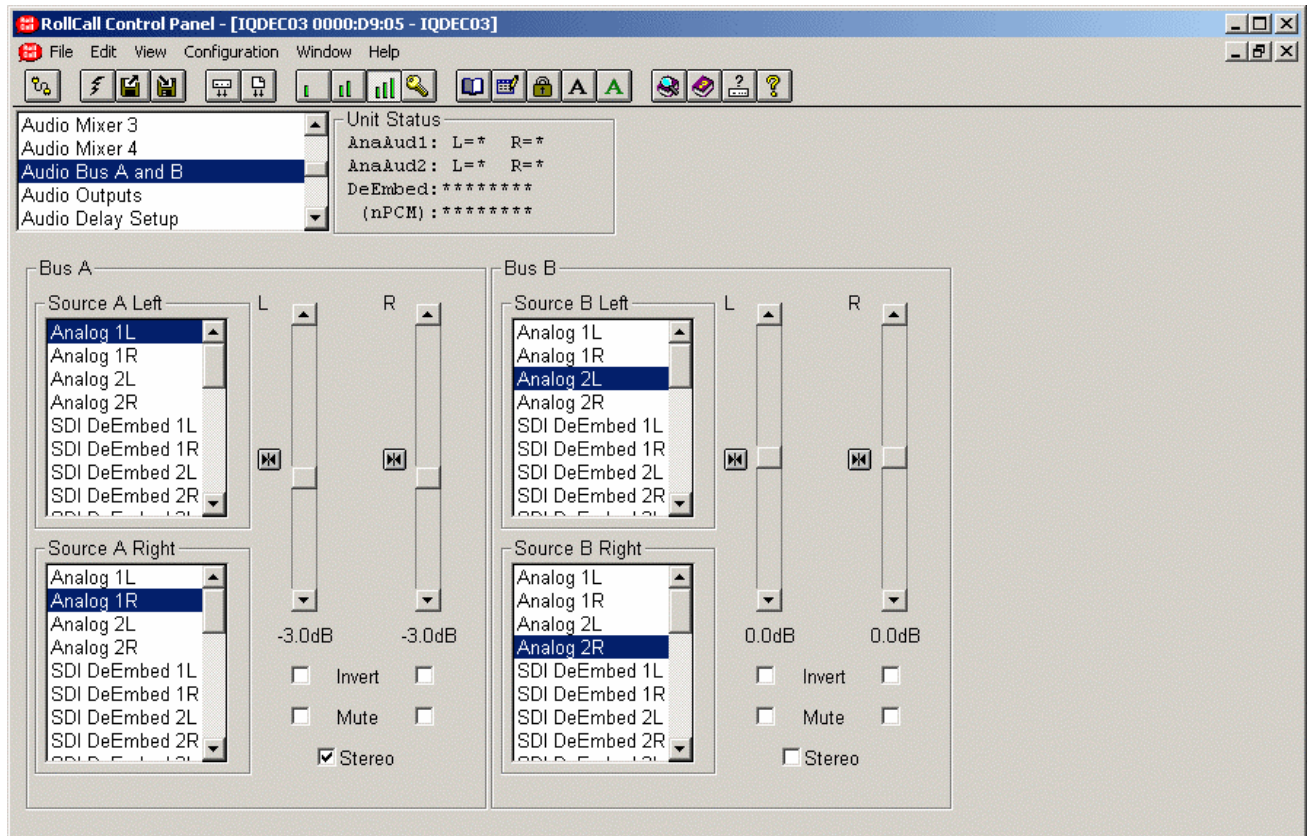 RollCall Control Panel - [IQDEC03 0000:D9:05 - IQDEC03]
File Edit View Configuration Window Help
Audio Mixer 3
Audio Mixer 4
Audio Bus A and B
Audio Outputs
Audio Delay Setup
Unit Status
AnaAud1: L=* R=*
AnaAud2: L=* R=*
DeEmbed:********
(nPCM):********
Bus A
Source A Left
Analog 1L
Analog 1R
Analog 2L
Analog 2R
SDI DeEmbed 1L
SDI DeEmbed 1R
SDI DeEmbed 2L
SDI DeEmbed 2R
Source A Right
Analog 1L
Analog 1R
Analog 2L
Analog 2R
SDI DeEmbed 1L
SDI DeEmbed 1R
SDI DeEmbed 2L
SDI DeEmbed 2R
L R
-3.0dB -3.0dB
Invert
Mute
Stereo
Bus B
Source B Left
Analog 1L
Analog 1R
Analog 2L
Analog 2R
SDI DeEmbed 1L
SDI DeEmbed 1R
SDI DeEmbed 2L
SDI DeEmbed 2R
Source B Right
Analog 1L
Analog 1R
Analog 2L
Analog 2R
SDI DeEmbed 1L
SDI DeEmbed 1R
SDI DeEmbed 2L
SDI DeEmbed 2R
L R
0.0dB 0.0dB
Invert
Mute
Stereo